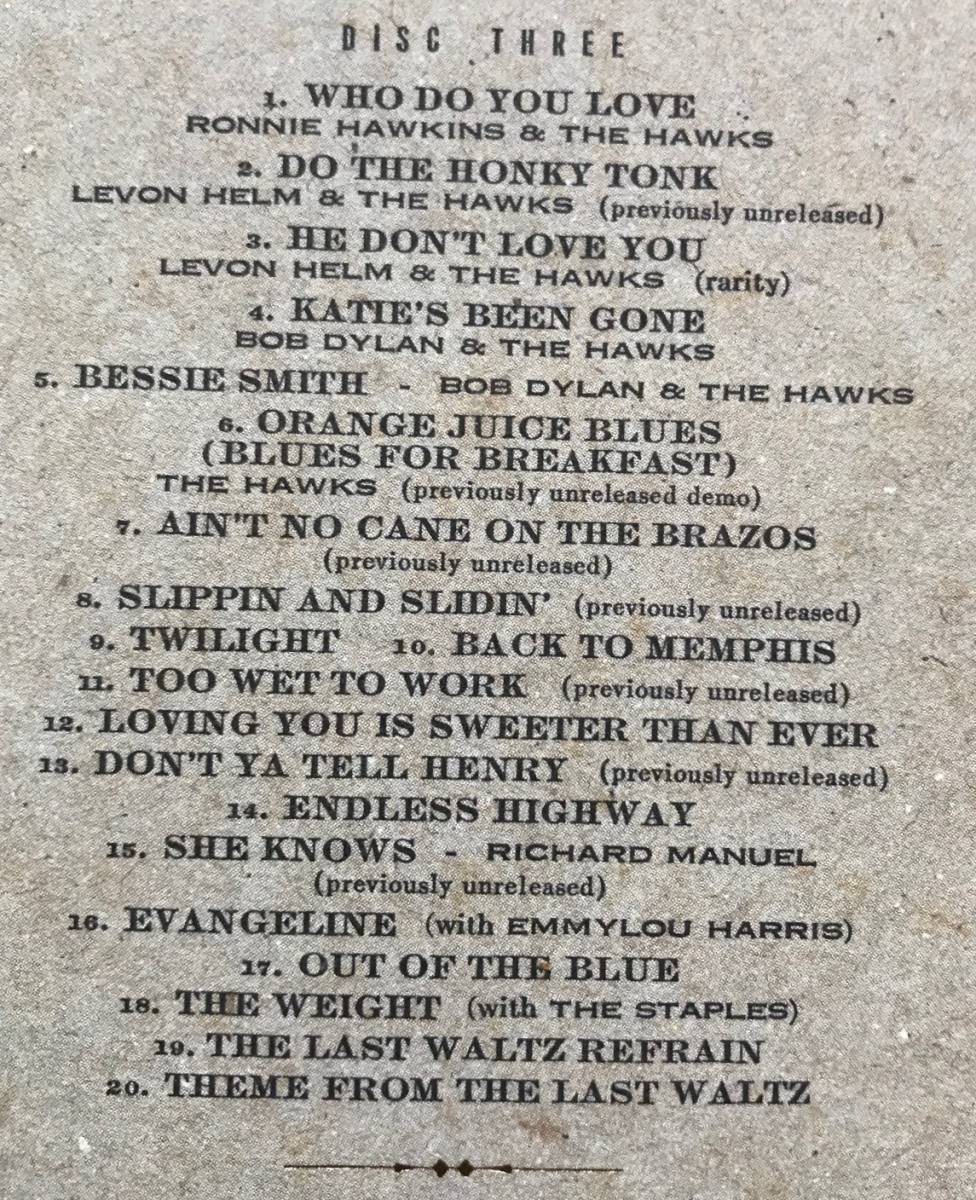 DISC THREE
1. WHO DO YOU LOVE
RONNIE HAWKINS & THE HAWKS
2. DO THE HONKY TONK
LEVON HELM & THE HAWKS (previously unreleased)
3. HE DON'T LOVE YOU
LEVON HELM & THE HAWKS (rarity)
4. KATIE'S BEEN GONE
BOB DYLAN & THE HAWKS
5. BESSIE SMITH - BOB DYLAN & THE HAWKS
6. ORANGE JUICE BLUES
(BLUES FOR BREAKFAST)
THE HAWKS (previously unreleased demo)
7. AIN'T NO CANE ON THE BRAZOS
(previously unreleased)
8. SLIPPIN AND SLIDIN' (previously unreleased)
9. TWILIGHT 10. BACK TO MEMPHIS
11. TOO WET TO WORK (previously unreleased)
12. LOVING YOU IS SWEETER THAN EVER
13. DON'T YA TELL HENRY (previously unreleased)
14. ENDLESS HIGHWAY
15. SHE KNOWS - RICHARD MANUEL
(previously unreleased)
16. EVANGELINE (with EMMYLOU HARRIS)
17. OUT OF THE BLUE
18. THE WEIGHT (with THE STAPLES)
19. THE LAST WALTZ REFRAIN
20. THEME FROM THE LAST WALTZ